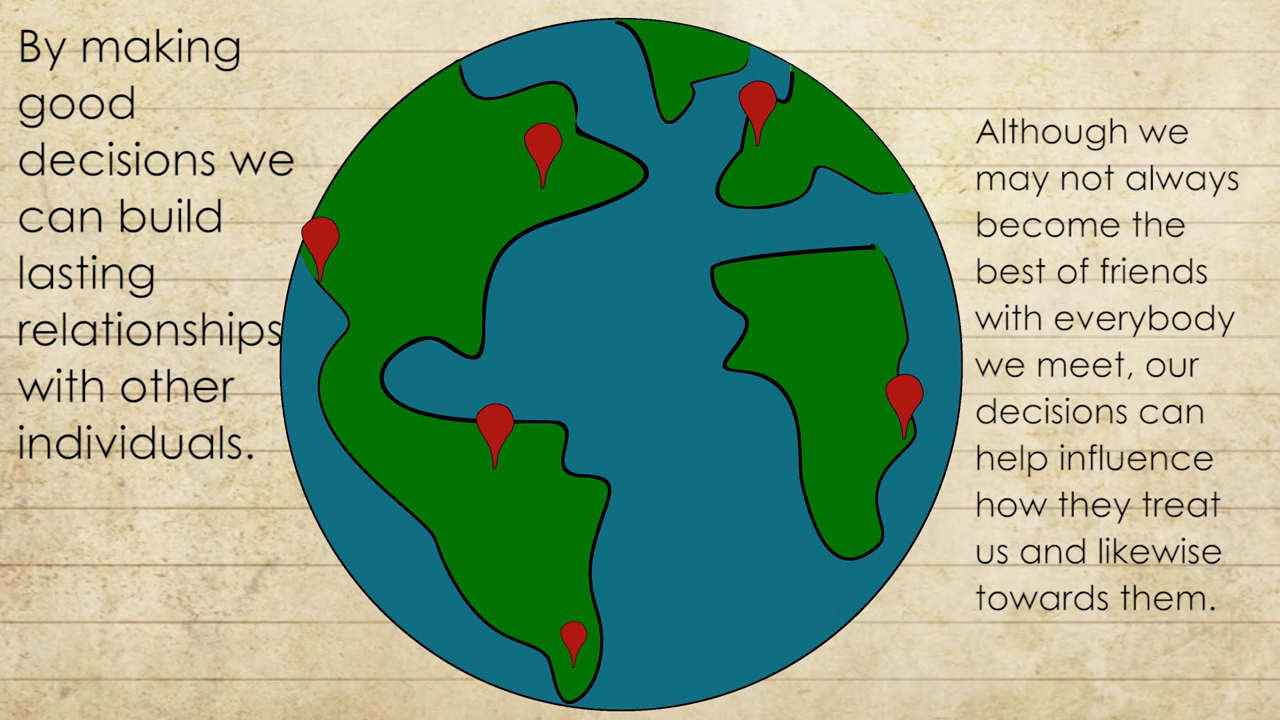 By making
good
decisions we
can build
lasting
relationships
with other
individuals.
Although we
may not always
become the
best of friends
with everybody
we meet, our
decisions can
help influence
how they treat
us and likewise
towards them.